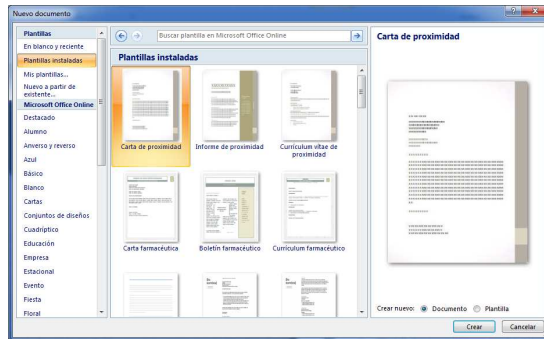 Nuevo documento
Plantillas
En blanco y reciente
Plantillas instaladas
Mis plantillas...
Nuevo a partir de
existente...
Microsoft Office Online
Destacado
Alumno
Anverso y reverso
Azul
Básico
Blanco
Cartas
Conjuntos de diseños
Cuadríptico
Educación
Empresa
Estacional
Evento
Fiesta
Floral
Buscar plantilla en Microsoft Office Online
Plantillas instaladas
Carta de proximidad
Informe de proximidad
Currículum vitae de
proximidad
Carta farmacéutica
Boletín farmacéutico
Currículum farmacéutico
Carta de proximidad
Crear nuevo:
Documento
Plantilla
Crear
Cancelar